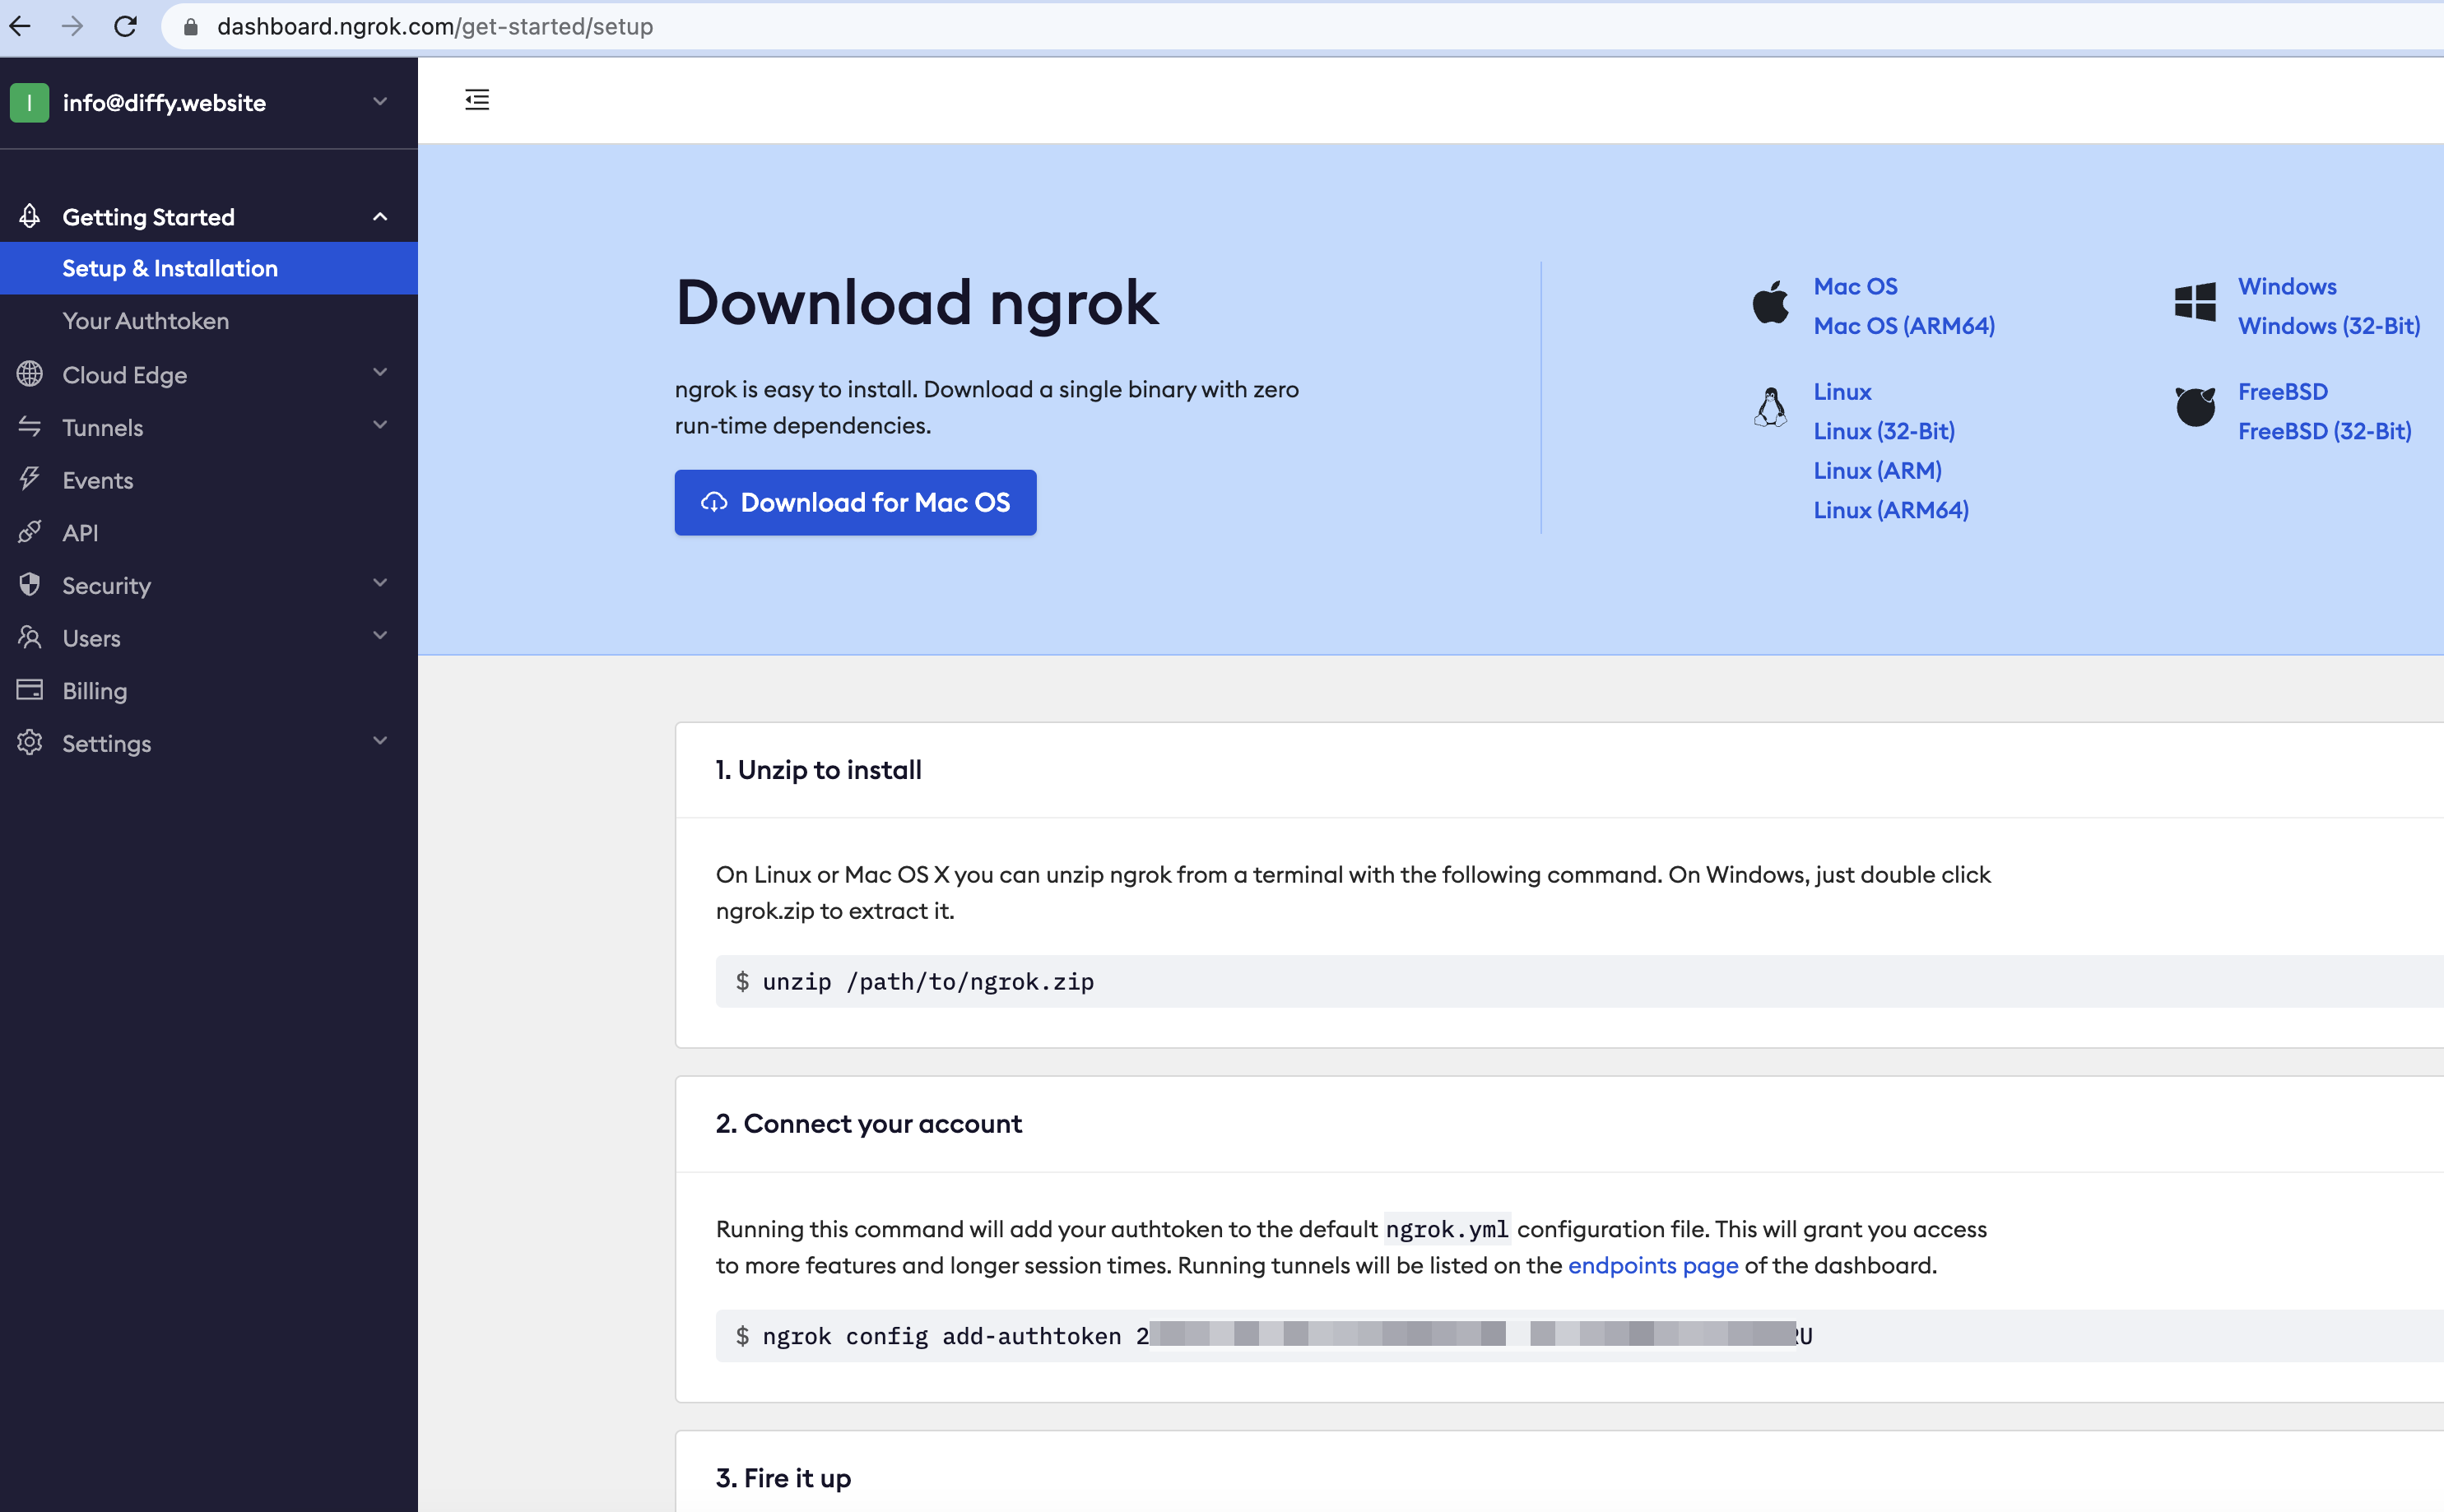 dashboard.ngrok.com/get-started/setup
I info@diffy.website
Getting Started
Setup & Installation
Your Authtoken
Cloud Edge
Tunnels
Events
API
Security
Users
Billing
Settings
Download ngrok
ngrok is easy to install. Download a single binary with zero
run-time dependencies.
Download for Mac OS
Mac OS
Mac OS (ARM64)
Linux
Linux (32-Bit)
Linux (ARM)
Linux (ARM64)
Windows
Windows (32-Bit)
FreeBSD
FreeBSD (32-Bit)
1. Unzip to install
On Linux or Mac OS X you can unzip ngrok from a terminal with the following command. On Windows, just double click
ngrok.zip to extract it.
$ unzip /path/to/ngrok.zip
2. Connect your account
Running this command will add your authtoken to the default ngrok.yml configuration file. This will grant you access
to more features and longer session times. Running tunnels will be listed on the endpoints page of the dashboard.
$ ngrok config add-authtoken
3. Fire it up